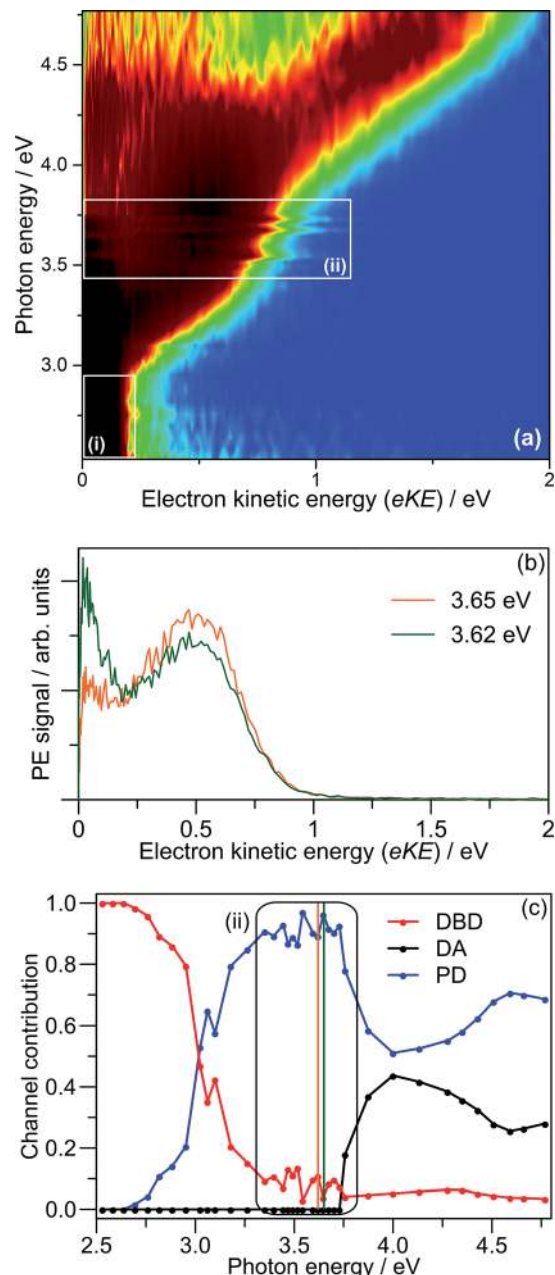 4.5
4.0
3.5
3.0
Photon energy / eV
(ii)
(i)
(a)
0
1
2
Electron kinetic energy (eKE) / eV
(b)
3.65 eV
3.62 eV
PE signal / arb. units
0
0.5
1
1.5
2
Electron kinetic energy (eKE) / eV
(ii)
(c)
DBD
DA
PD
1.0
0.8
0.6
0.4
0.2
0.0
Channel contribution
2.5
3.0
3.5
4.0
4.5
Photon energy / eV